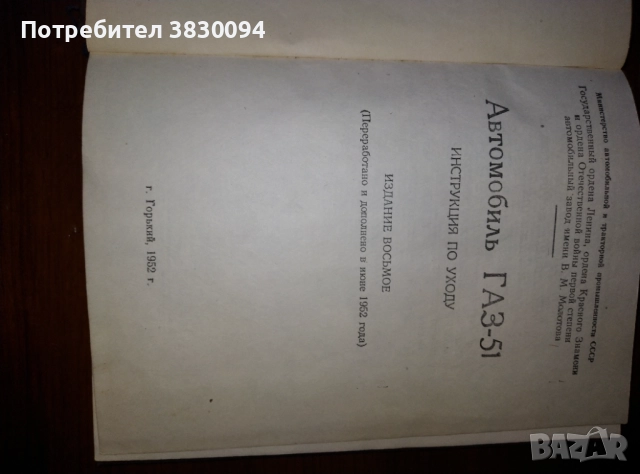 Потребител 3830094
Министерство автомобильной и тракторной промышленности СССР
Государственный ордена Ленина, ордена Красного Знамени
и ордена Отечественной войны первой степени
автомобильный завод имени В. М. Молотова
Автомобиль ГАЗ-51
ИНСТРУКЦИЯ ПО УХОДУ
ИЗДАНИЕ ВОСЬМОЕ
(Переработано и дополнено в июне 1952 года)
г. Горький, 1952 г.
BAZAR